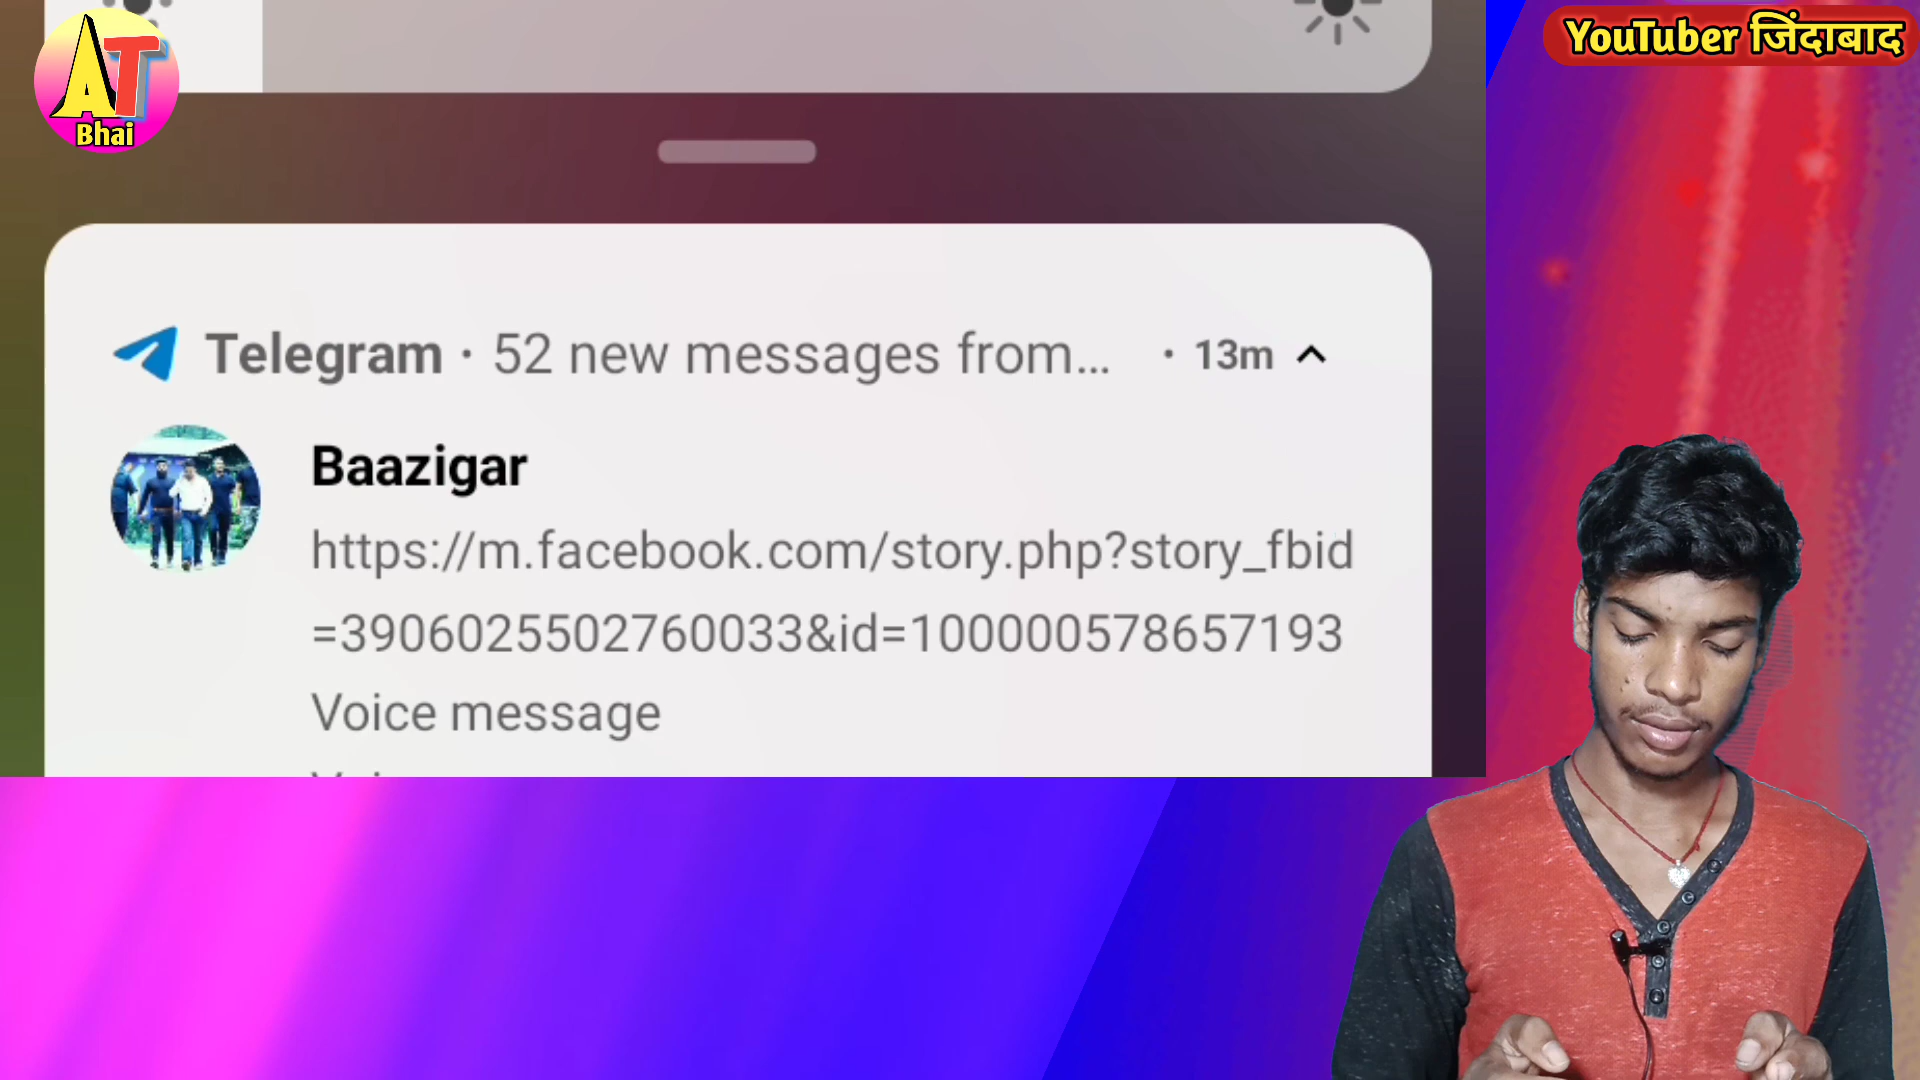 AT
Bhai
YouTuber जिंदाबाद
Telegram • 52 new messages from... • 13m
Baazigar
https://m.facebook.com/story.php?story_fbid
=3906025502760033&id=100000578657193
Voice message